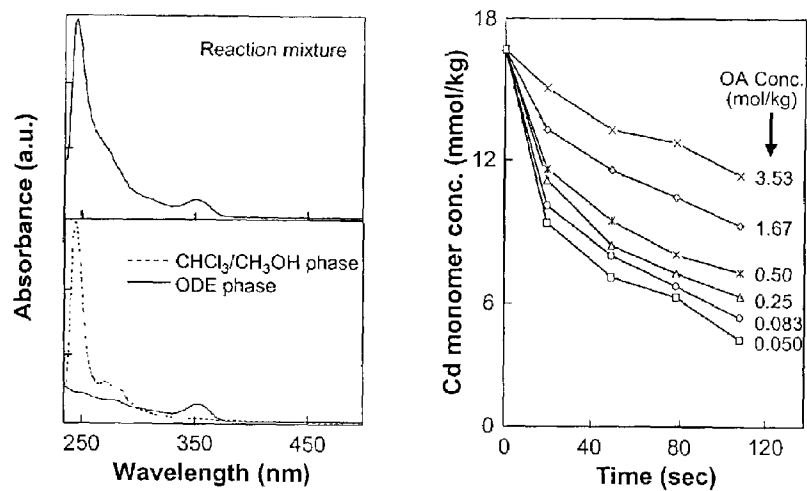 Absorbance (a.u.)
Reaction mixture
CHCl₃/CH₃OH phase
ODE phase
250 350 450
Wavelength (nm)
Cd monomer conc. (mmol/kg)
18
12
6
0
OA Conc.
(mol/kg)
3.53
1.67
0.50
0.25
0.083
0.050
0 40 80 120
Time (sec)